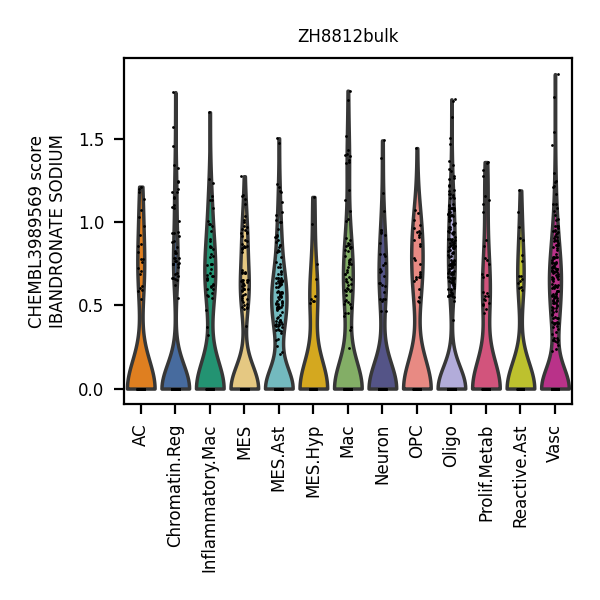 ZH8812bulk
CHEMBL3989569 score
IBANDRONATE SODIUM
1.5
1.0
0.5
0.0
AC
Chromatin.Reg
Inflammatory.Mac
MES
MES.Ast
MES.Hyp
Mac
Neuron
OPC
Oligo
Prolif.Metab
Reactive.Ast
Vasc